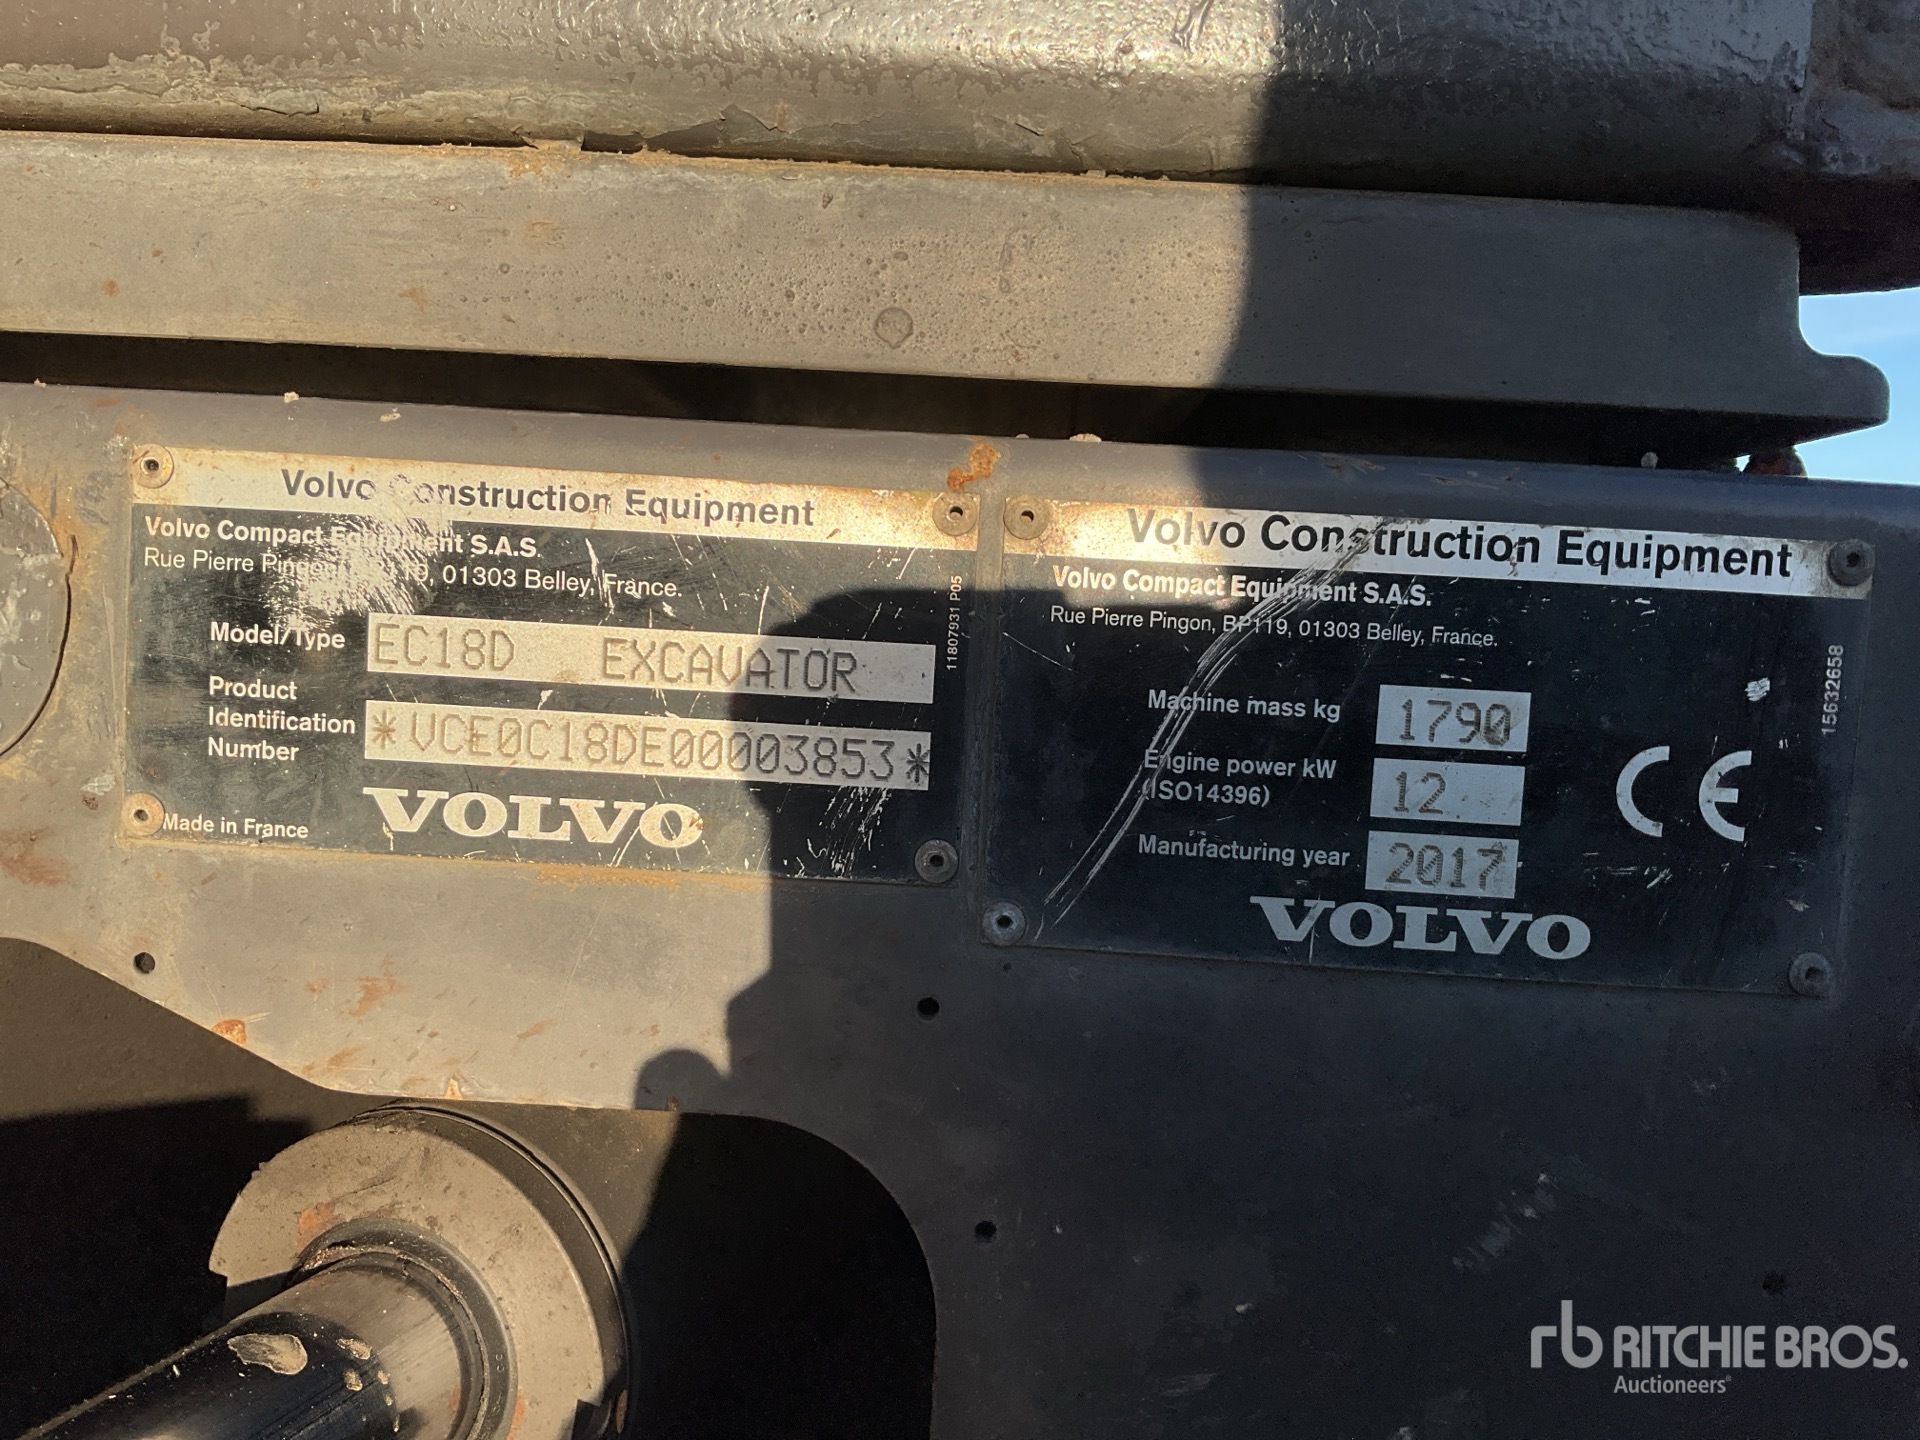 Volvo Construction Equipment
Volvo Compact Equipment S.A.S.
Rue Pierre Pingon, BP119, 01303 Belley, France.
Model/Type EC18D EXCAVATOR
Product
Identification
Number *VCE0C18DE00003853*
Made in France
VOLVO
11807931 P05
Volvo Construction Equipment
Volvo Compact Equipment S.A.S.
Rue Pierre Pingon, BP119, 01303 Belley, France.
Machine mass kg 1790
Engine power kW
(ISO14396) 12
Manufacturing year 2017
CE
VOLVO
15632658
rb RITCHIE BROS.
Auctioneers